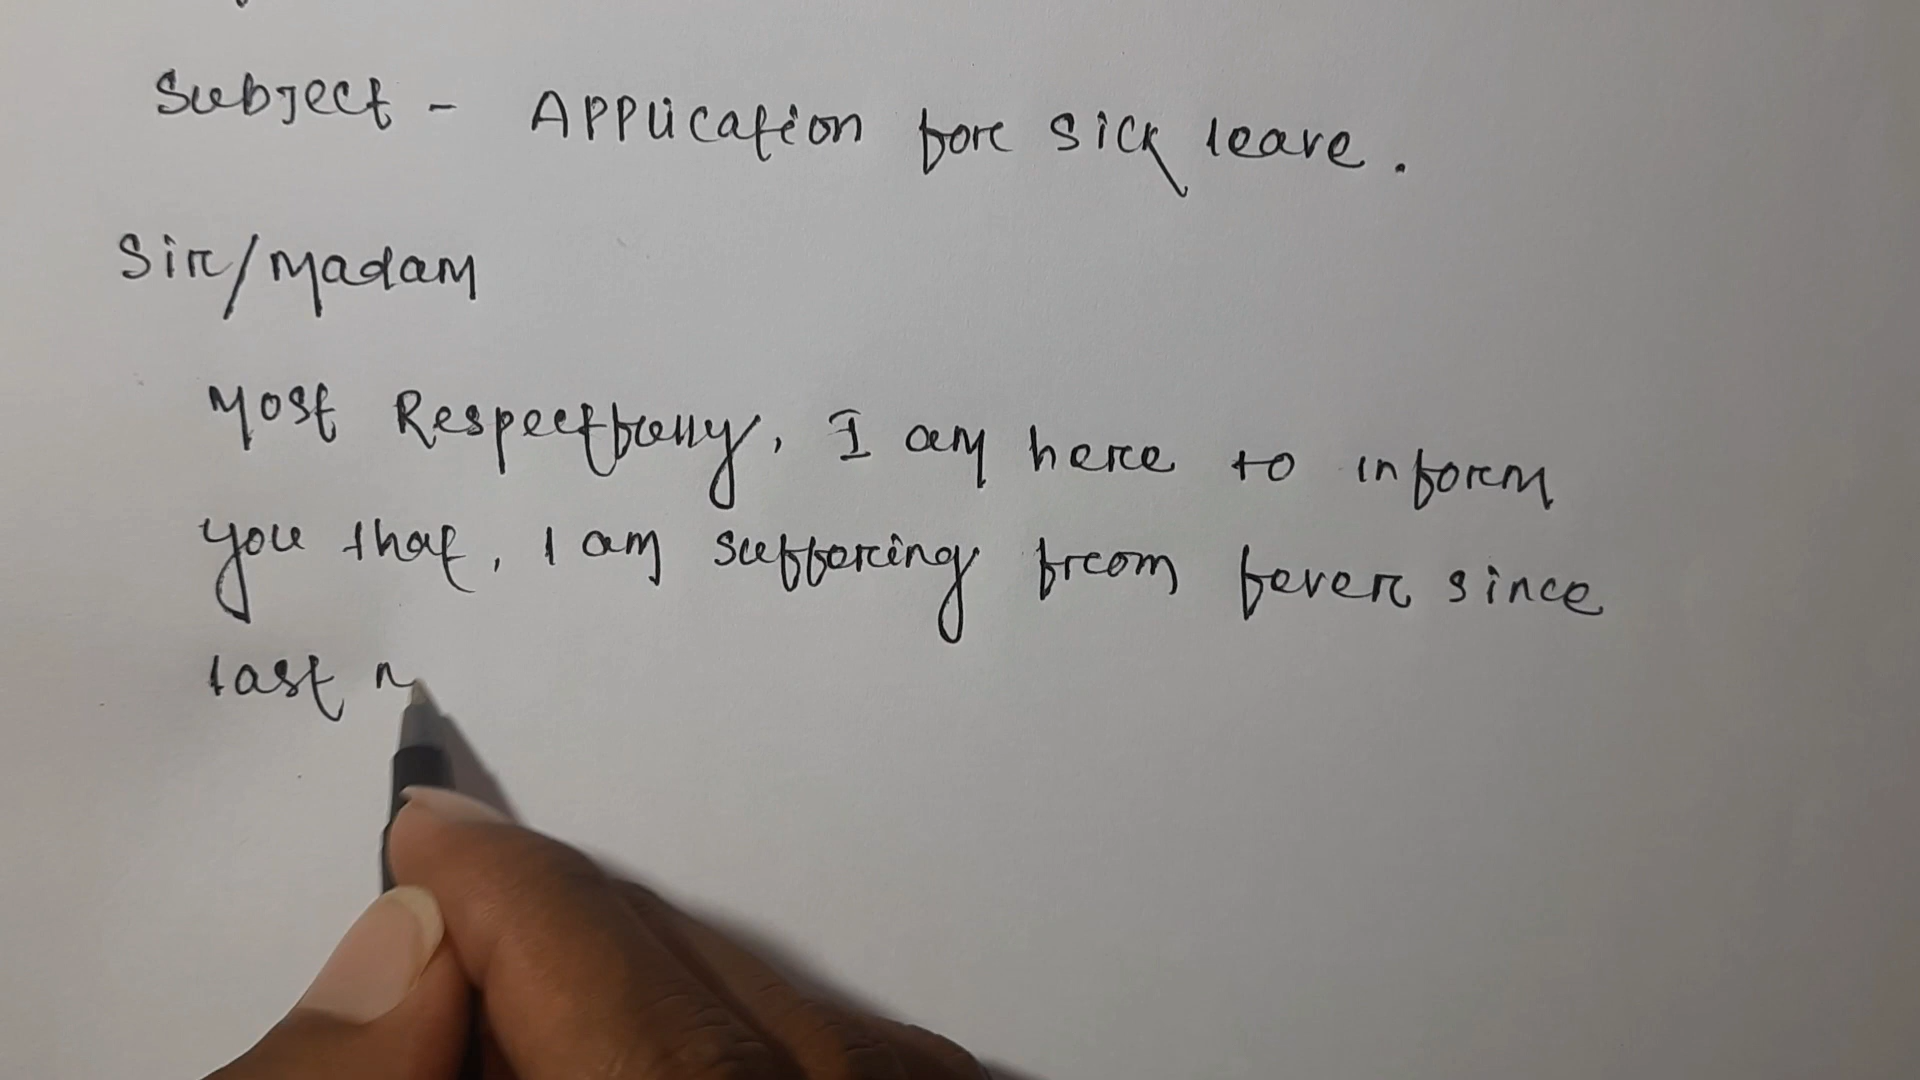 Subject - Application for sick leave.
Sir/Madam
Most Respectfully, I am here to inform
you that, I am suffering from fever since
last n